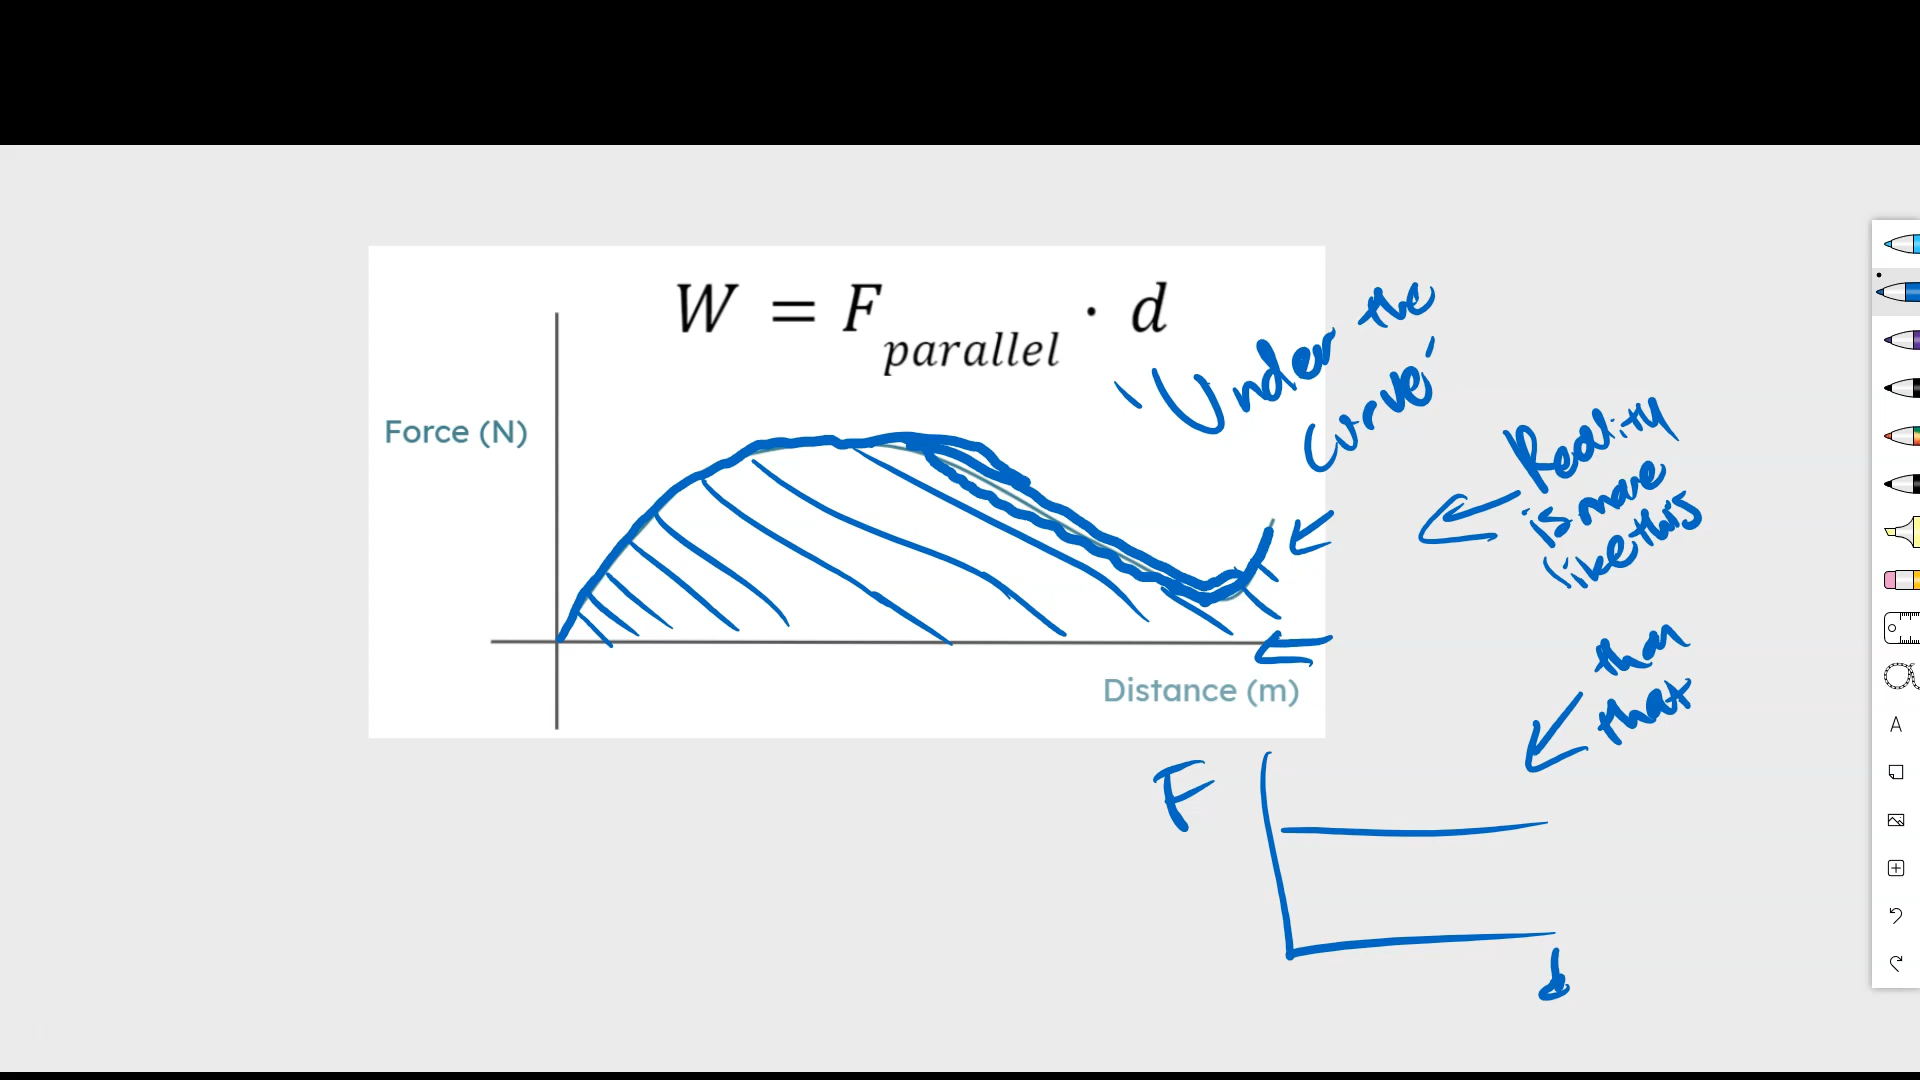 W = F parallel · d
'Under the
curve'
Force (N)
Reality
is more
like this
than
that
Distance (m)
F
d
A